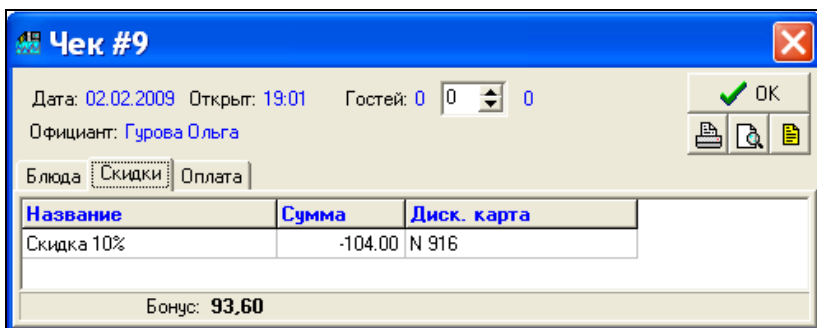 Чек #9
Дата: 02.02.2009 Открыт: 19:01 Гостей: 0 0 0
OK
Официант: Гурова Ольга
Блюда Скидки Оплата
Название Сумма Диск. карта
Скидка 10% -104.00 N 916
Бонус: 93,60